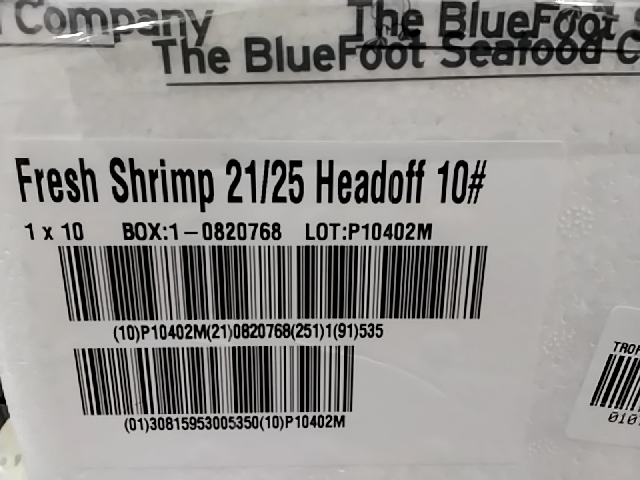 Company
The BlueFoot
The BlueFoot Seafood C
Fresh Shrimp 21/25 Headoff 10#
1 x 10 BOX:1-0820768 LOT:P10402M
(10)P10402M(21)0820768(251)1(91)535
(01)30815953005350(10)P10402M